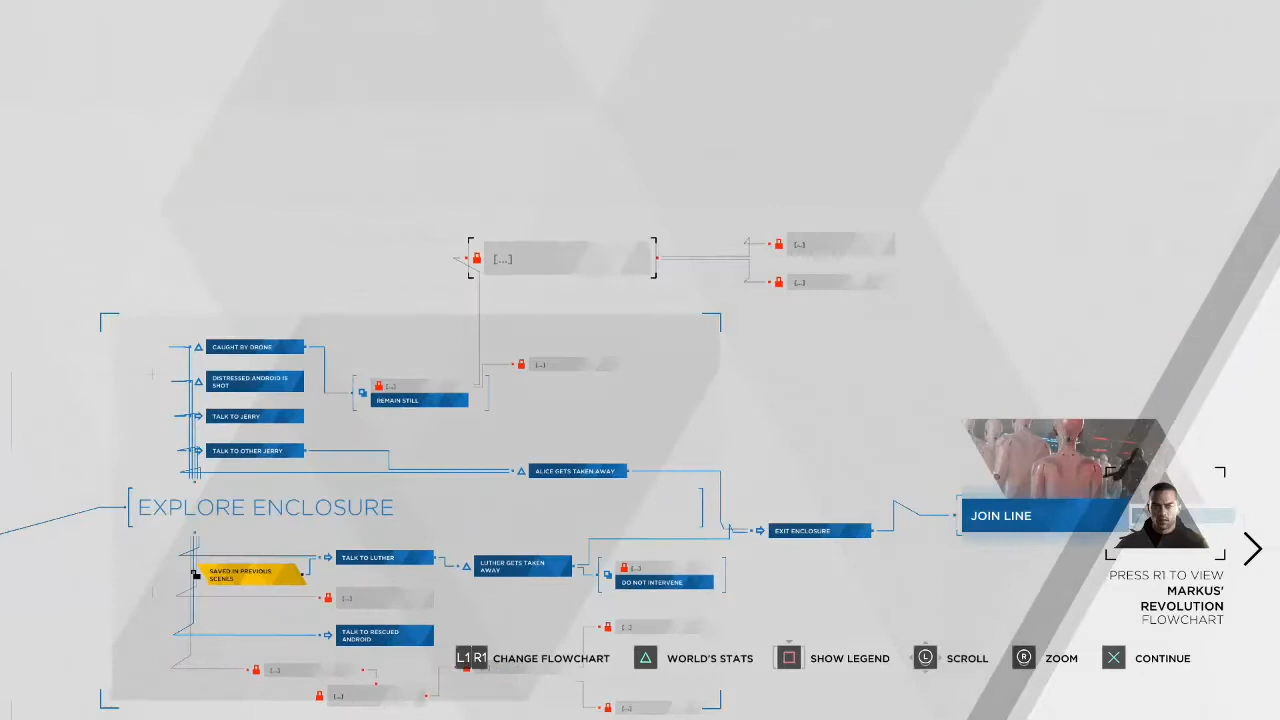 [...]
[...]
[...]
CAUGHT BY DRONE
[...]
DISTRESSED ANDROID IS
SHOT
[...]
REMAIN STILL
TALK TO JERRY
TALK TO OTHER JERRY
ALICE GETS TAKEN AWAY
EXPLORE ENCLOSURE
JOIN LINE
EXIT ENCLOSURE
TALK TO LUTHER
LUTHER GETS TAKEN
AWAY
SAVED IN PREVIOUS
SCENES
[...]
DO NOT INTERVENE
[...]
[...]
TALK TO RESCUED
ANDROID
[...]
[...]
[...]
PRESS R1 TO VIEW
MARKUS'
REVOLUTION
FLOWCHART
L1 R1 CHANGE FLOWCHART
WORLD'S STATS
SHOW LEGEND
L SCROLL
R ZOOM
CONTINUE